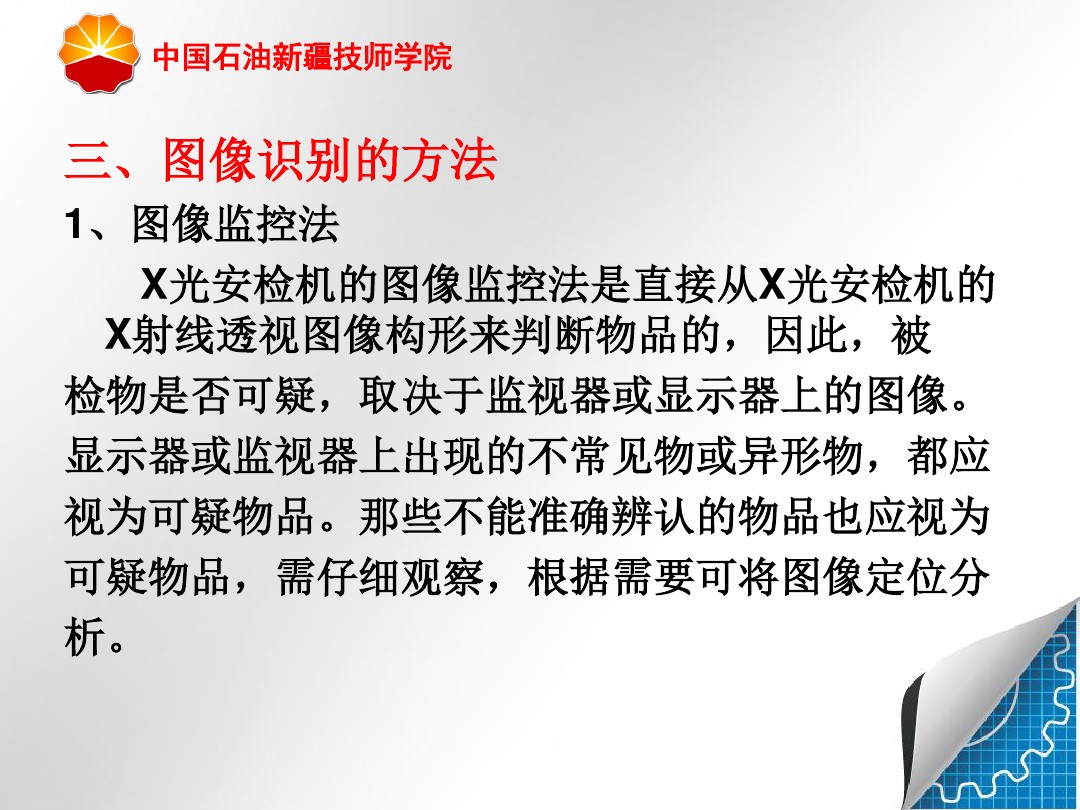 中国石油新疆技师学院
三、图像识别的方法
1、图像监控法
X光安检机的图像监控法是直接从X光安检机的
X射线透视图像构形来判断物品的，因此，被
检物是否可疑，取决于监视器或显示器上的图像。
显示器或监视器上出现的不常见物或异形物，都应
视为可疑物品。那些不能准确辨认的物品也应视为
可疑物品，需仔细观察，根据需要可将图像定位分
析。